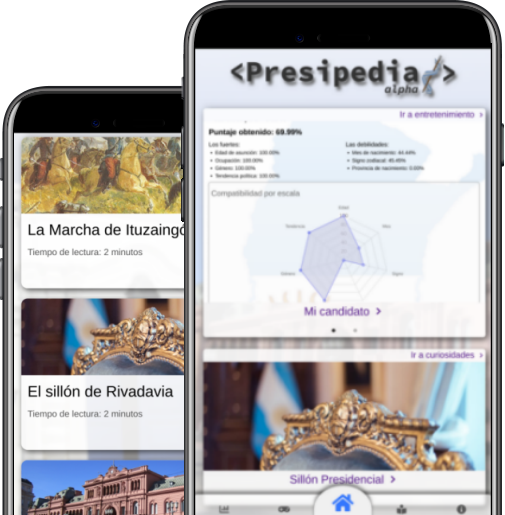 <Presipedia />
alpha
Ir a entretenimiento >
Puntaje obtenido: 69.99%
Los fuertes:
• Edad de asunción: 100.00%
• Ocupación: 100.00%
• Género: 100.00%
• Tendencia política: 100.00%
Las debilidades:
• Mes de nacimiento: 44.44%
• Signo zodiacal: 45.45%
• Provincia de nacimiento: 0.00%
Compatibilidad por escala
Edad
Tendencia
Mes
Género
Signo
Mi candidato >
Ir a curiosidades >
Sillón Presidencial >
La Marcha de Ituzaingó
Tiempo de lectura: 2 minutos
El sillón de Rivadavia
Tiempo de lectura: 2 minutos